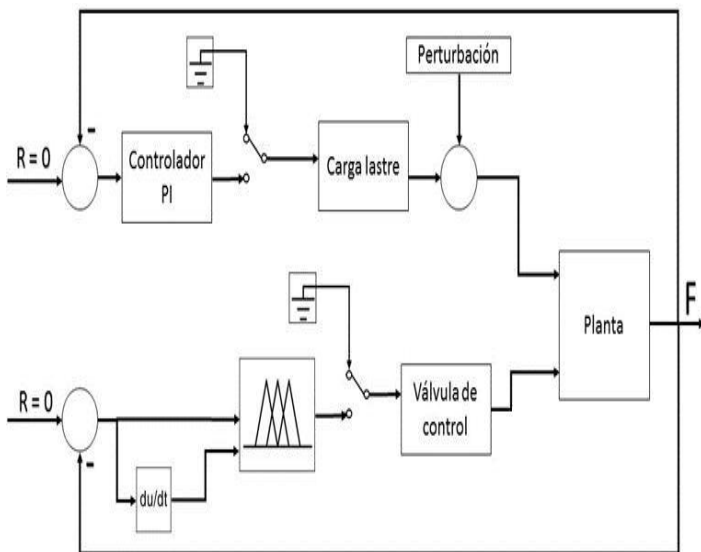 Perturbación
-
R = 0
Controlador
PI
Carga lastre
Planta
F
R = 0
Válvula de
control
-
du/dt